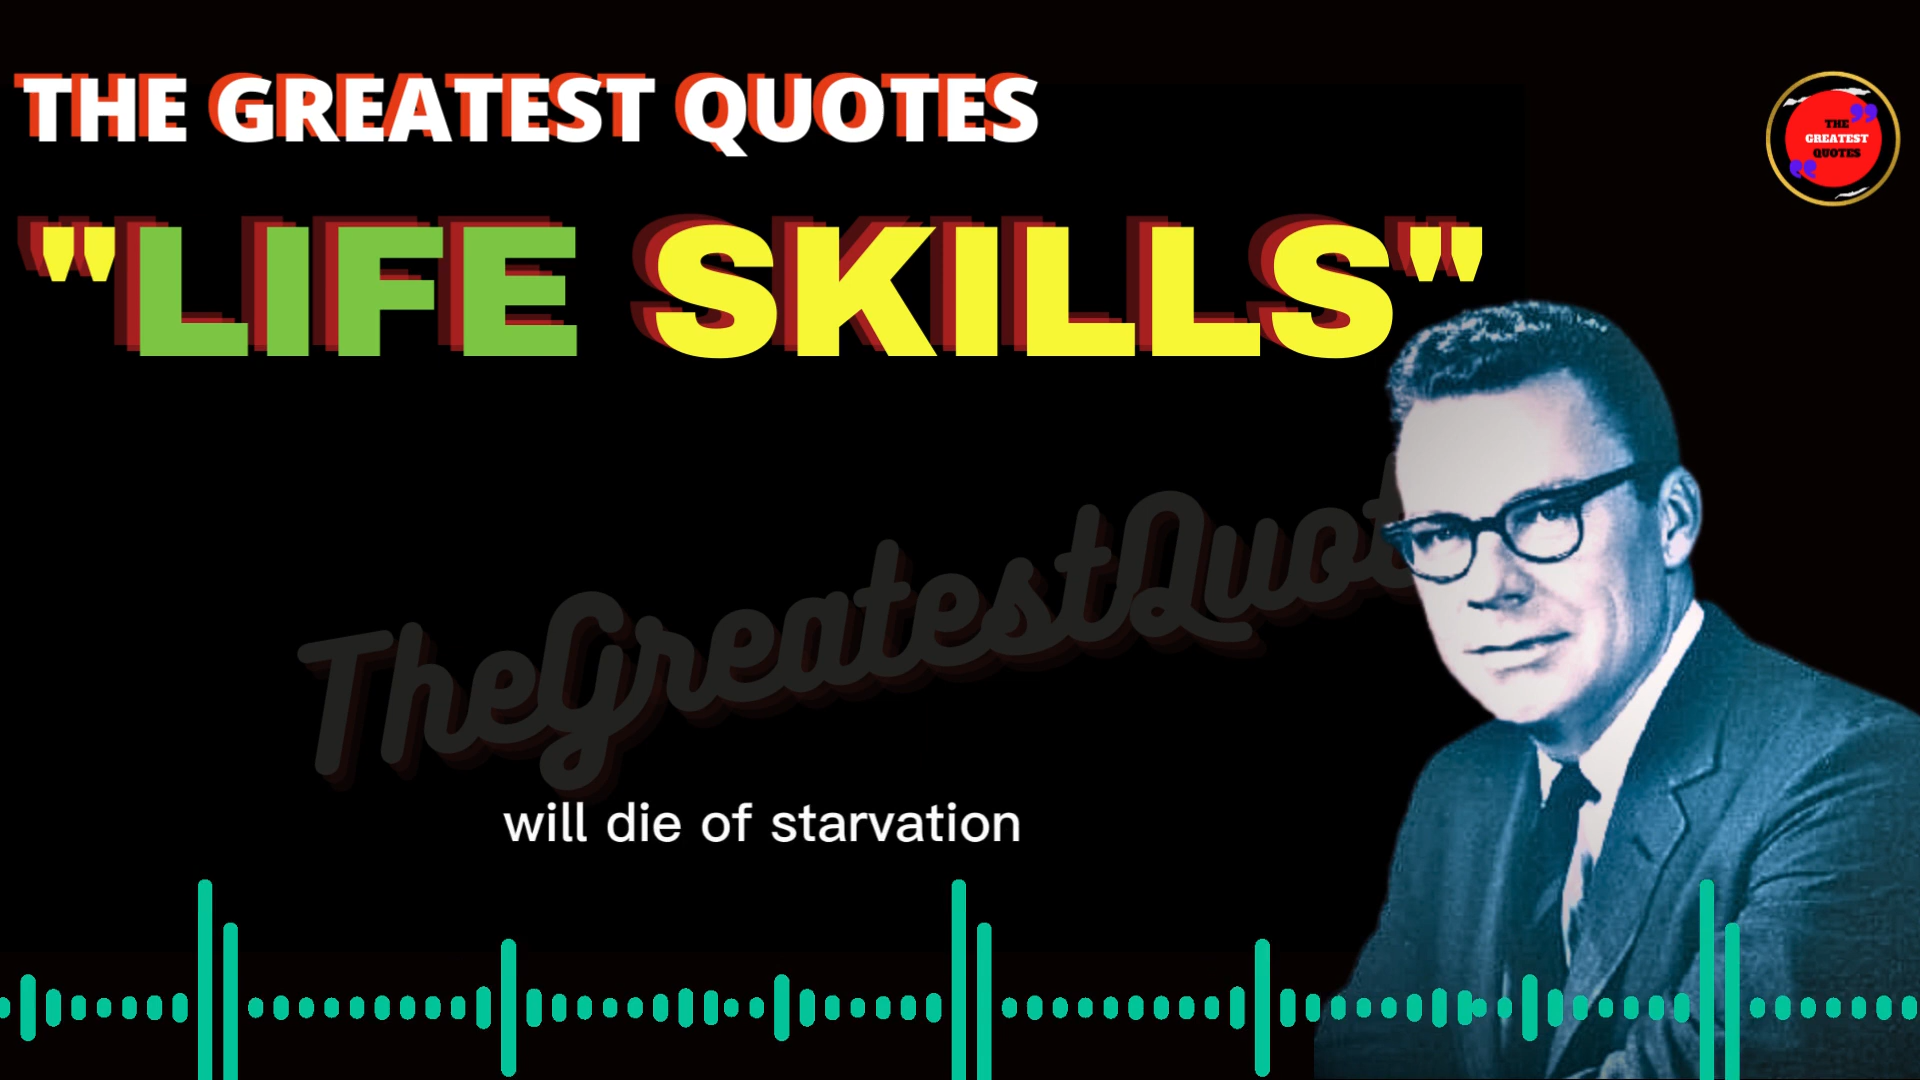 THE GREATEST QUOTES
THE
GREATEST
QUOTES
"LIFE SKILLS"
TheGreatestQuot
will die of starvation